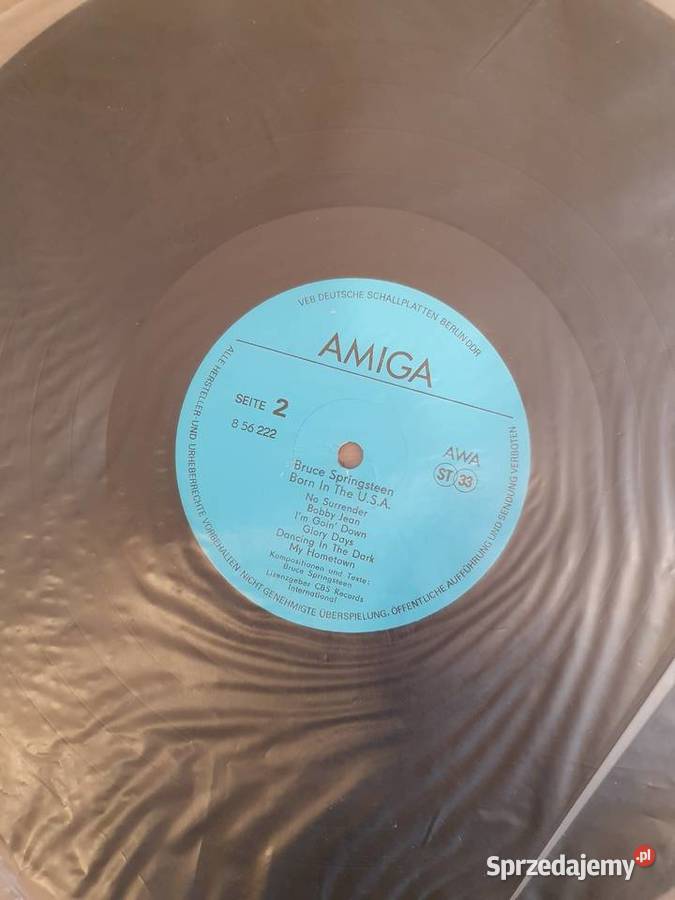 VEB DEUTSCHE SCHALLPLATTEN BERLIN DDR
AMIGA
SEITE 2
8 56 222
AWA
ST 33
Bruce Springsteen
Born In The U.S.A.
No Surrender
Bobby Jean
I'm Goin' Down
Glory Days
Dancing In The Dark
My Hometown
Kompositionen und Texte:
Bruce Springsteen
Lizenzgeber CBS Records
International
ALLE HERSTELLER- UND URHEBERRECHTE VORBEHALTEN. NICHT GENEHMIGTE ÜBERSPIELUNG, ÖFFENTLICHE AUFFÜHRUNG UND SENDUNG VERBOTEN
Sprzedajemy.pl